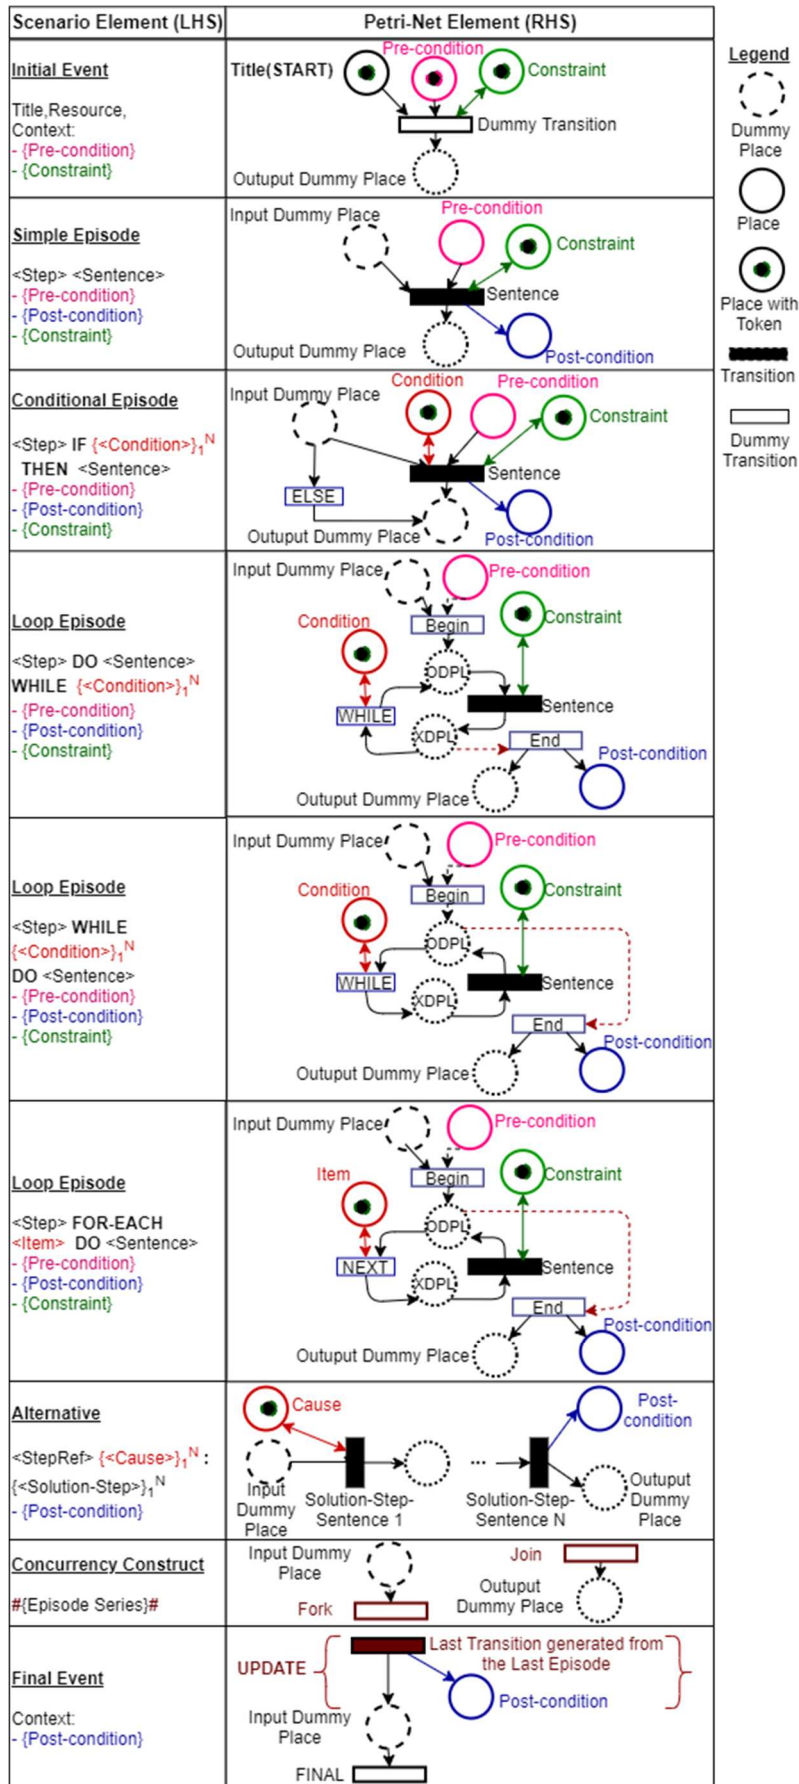 Scenario Element (LHS)
Petri-Net Element (RHS)
Initial Event
Title,Resource,
Context:
- {Pre-condition}
- {Constraint}
Pre-condition
Title(START)
Constraint
Dummy Transition
Outuput Dummy Place
Simple Episode
<Step> <Sentence>
- {Pre-condition}
- {Post-condition}
- {Constraint}
Input Dummy Place
Pre-condition
Constraint
Sentence
Outuput Dummy Place
Post-condition
Conditional Episode
<Step> IF {<Condition>}₁ᴺ
THEN <Sentence>
- {Pre-condition}
- {Post-condition}
- {Constraint}
Input Dummy Place
Condition
Pre-condition
Constraint
Sentence
ELSE
Outuput Dummy Place
Post-condition
Loop Episode
<Step> DO <Sentence>
WHILE {<Condition>}₁ᴺ
- {Pre-condition}
- {Post-condition}
- {Constraint}
Input Dummy Place
Pre-condition
Condition
Begin
Constraint
ODPL
WHILE
Sentence
XDPL
End
Post-condition
Outuput Dummy Place
Loop Episode
<Step> WHILE
{<Condition>}₁ᴺ
DO <Sentence>
- {Pre-condition}
- {Post-condition}
- {Constraint}
Input Dummy Place
Pre-condition
Condition
Begin
Constraint
ODPL
WHILE
Sentence
XDPL
End
Post-condition
Outuput Dummy Place
Loop Episode
<Step> FOR-EACH
<Item> DO <Sentence>
- {Pre-condition}
- {Post-condition}
- {Constraint}
Input Dummy Place
Pre-condition
Item
Begin
Constraint
ODPL
NEXT
Sentence
XDPL
End
Post-condition
Outuput Dummy Place
Alternative
<StepRef> {<Cause>}₁ᴺ :
{<Solution-Step>}₁ᴺ
- {Post-condition}
Cause
Post-
condition
...
Input
Dummy
Place
Solution-Step-
Sentence 1
Solution-Step-
Sentence N
Outuput
Dummy
Place
Concurrency Construct
#{Episode Series}#
Input Dummy
Place
Fork
Join
Outuput
Dummy Place
Final Event
Context:
- {Post-condition}
UPDATE
Last Transition generated from
the Last Episode
Post-condition
Input Dummy
Place
FINAL
Legend
Dummy
Place
Place
Place with
Token
Transition
Dummy
Transition